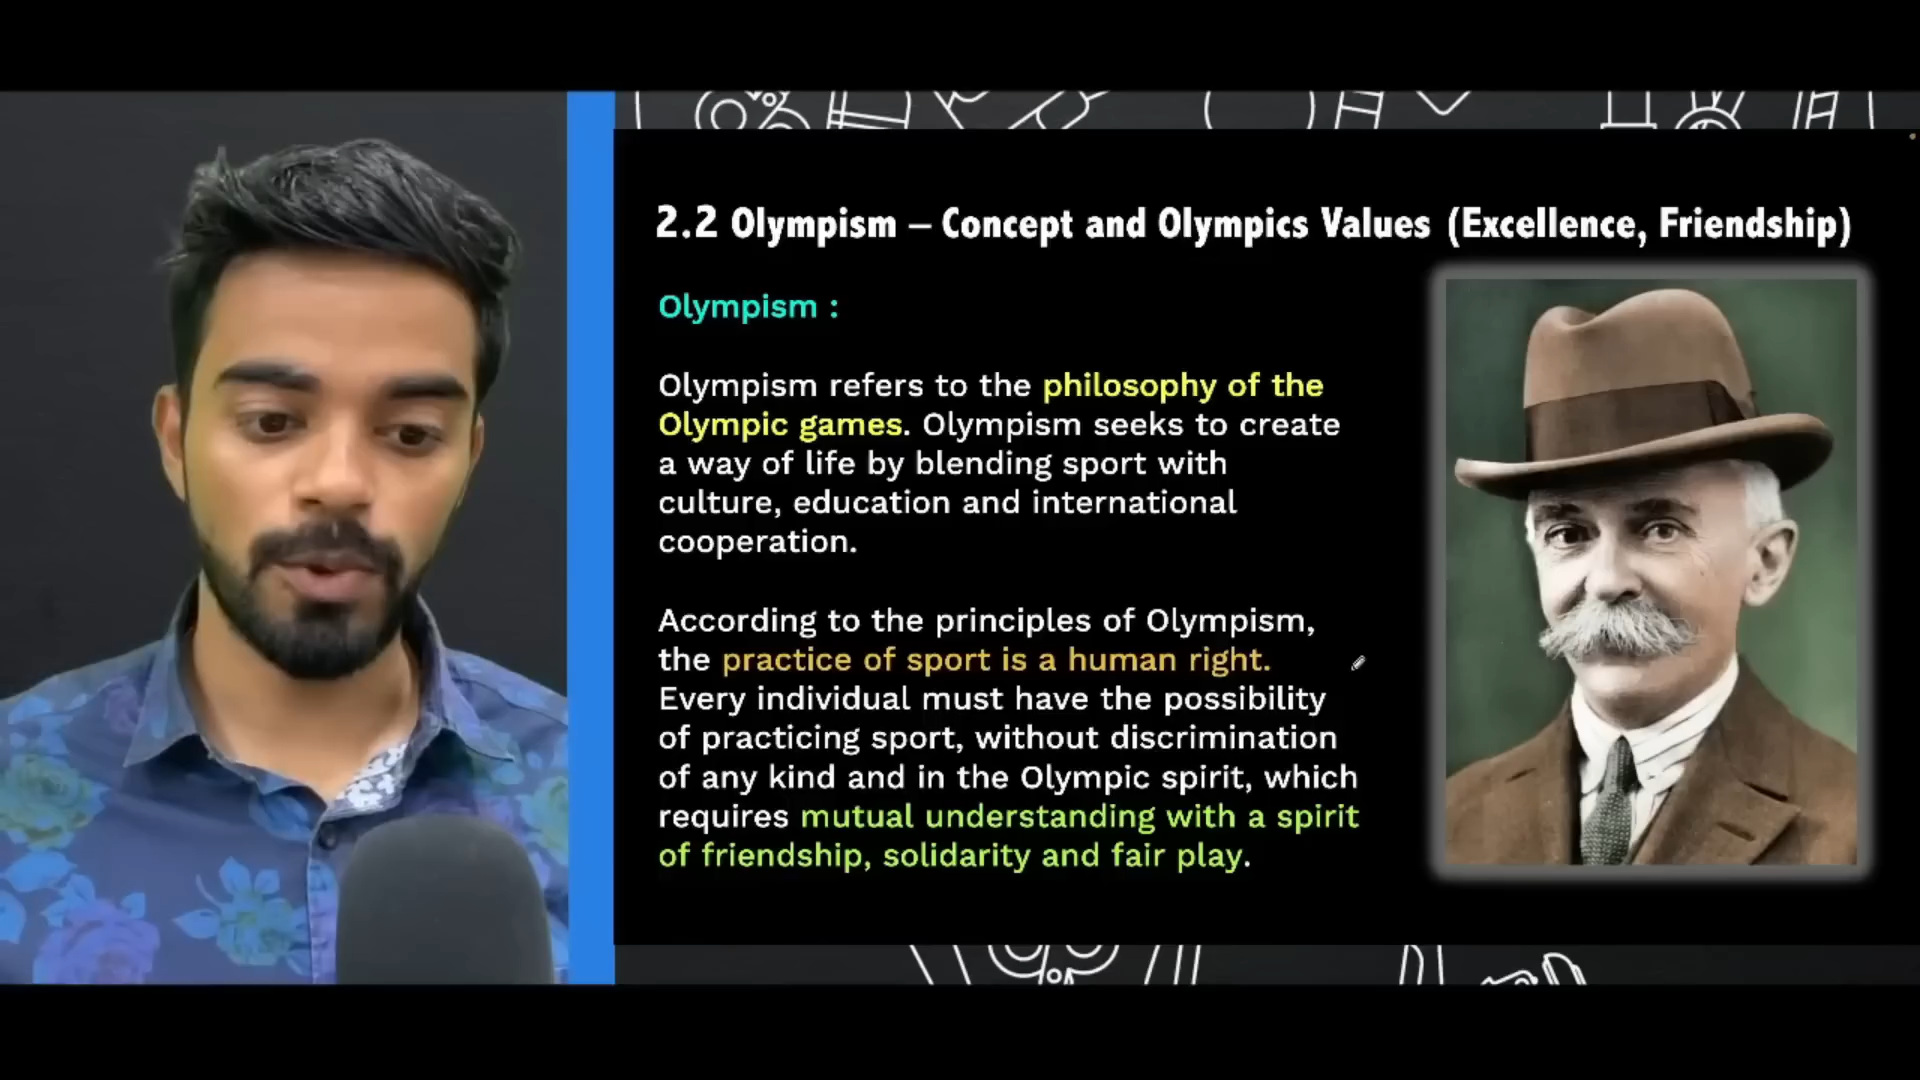 2.2 Olympism – Concept and Olympics Values (Excellence, Friendship)
Olympism :
Olympism refers to the philosophy of the
Olympic games. Olympism seeks to create
a way of life by blending sport with
culture, education and international
cooperation.
According to the principles of Olympism,
the practice of sport is a human right.
Every individual must have the possibility
of practicing sport, without discrimination
of any kind and in the Olympic spirit, which
requires mutual understanding with a spirit
of friendship, solidarity and fair play.